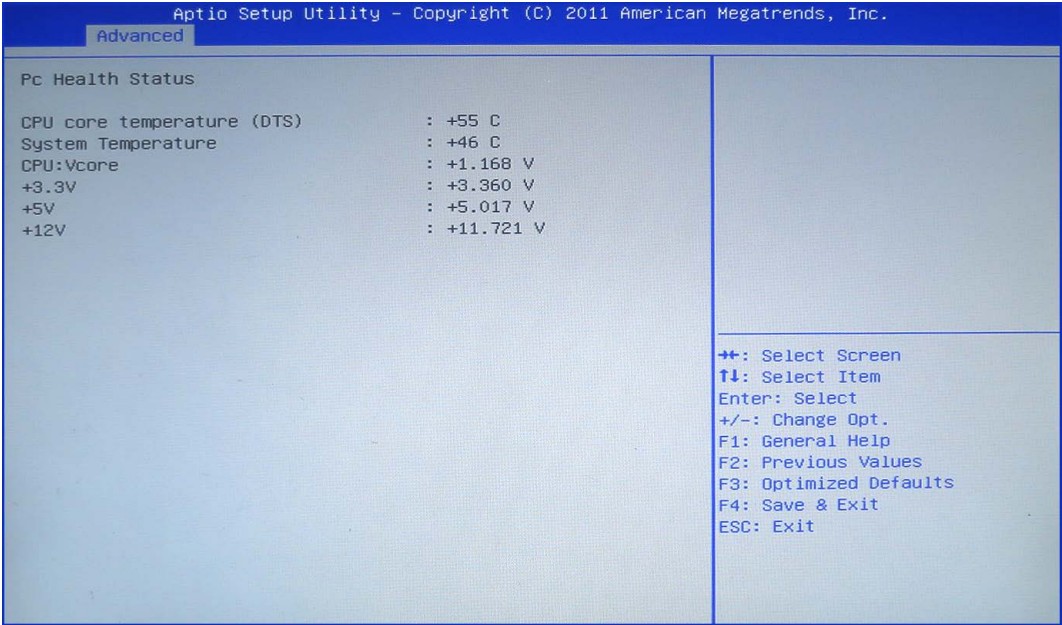 Aptio Setup Utility – Copyright (C) 2011 American Megatrends, Inc.
Advanced
Pc Health Status
CPU core temperature (DTS) : +55 C
System Temperature : +46 C
CPU:Vcore : +1.168 V
+3.3V : +3.360 V
+5V : +5.017 V
+12V : +11.721 V
→←: Select Screen
↑↓: Select Item
Enter: Select
+/-: Change Opt.
F1: General Help
F2: Previous Values
F3: Optimized Defaults
F4: Save & Exit
ESC: Exit